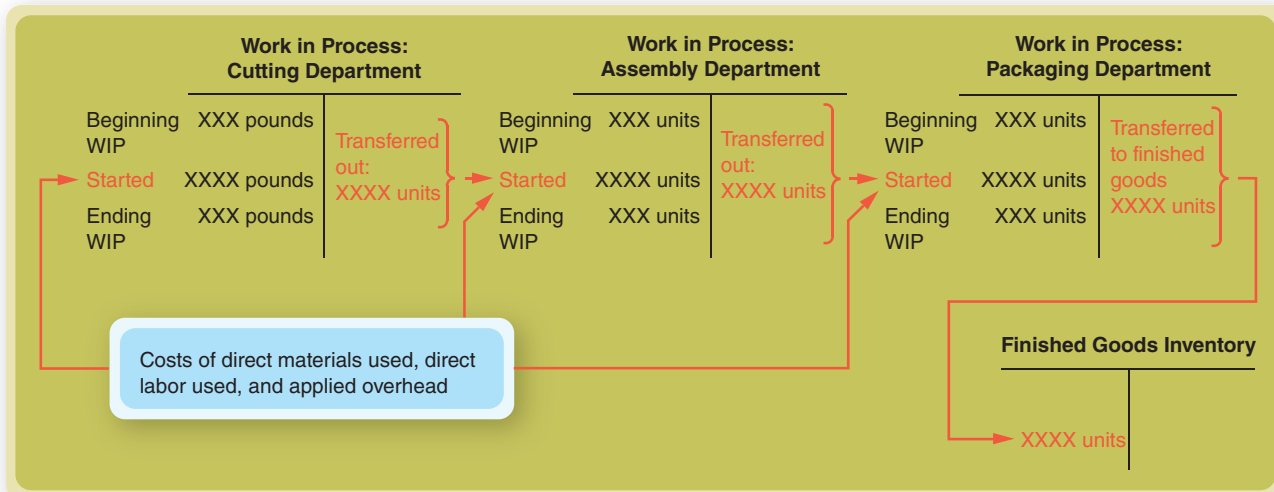 Work in Process:
Cutting Department
Beginning XXX pounds
WIP
Started XXXX pounds
Ending XXX pounds
WIP
Transferred
out:
XXXX units
Work in Process:
Assembly Department
Beginning XXX units
WIP
Started XXXX units
Ending XXX units
WIP
Transferred
out:
XXXX units
Work in Process:
Packaging Department
Beginning XXX units
WIP
Started XXXX units
Ending XXX units
WIP
Transferred
to finished
goods
XXXX units
Costs of direct materials used, direct
labor used, and applied overhead
Finished Goods Inventory
XXXX units